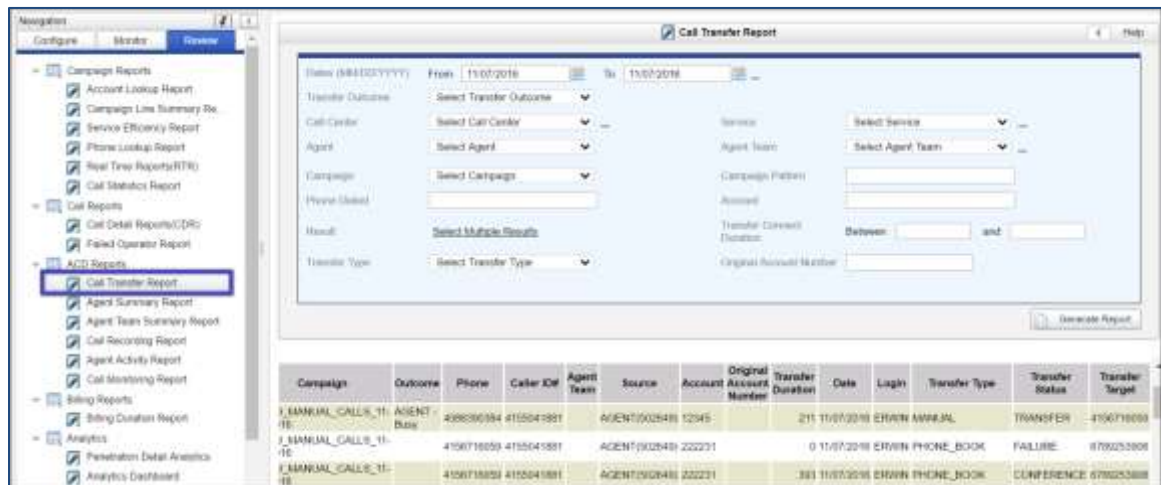 Navigation
Configure Monitor Review
Campaign Reports
Account Lookup Report
Campaign Line Summary Re...
Service Efficiency Report
Phone Lookup Report
Real Time Reports(RTR)
Call Statistics Report
Call Reports
Call Detail Reports(CDR)
Failed Operator Report
ACD Reports
Call Transfer Report
Agent Summary Report
Agent Team Summary Report
Call Recording Report
Agent Activity Report
Call Monitoring Report
Billing Reports
Billing Duration Report
Analytics
Penetration Detail Analytics
Analytics Dashboard
Call Transfer Report Help
Dates (MM/DD/YYYY) From 11/07/2016 To 11/07/2016 ...
Transfer Outcome Select Transfer Outcome
Call Center Select Call Center ... Service Select Service ...
Agent Select Agent Agent Team Select Agent Team ...
Campaign Select Campaign Campaign Pattern
Phone Dialed Account
Result Select Multiple Results Transfer Connect Duration Between and
Transfer Type Select Transfer Type Original Account Number
Generate Report
Campaign Outcome Phone Caller ID# Agent Team Source Account Original Account Number Transfer Duration Date Login Transfer Type Transfer Status Transfer Target
_MANUAL_CALLS_11- AGENT - Busy 4155041881 12345 211 11/07/2016 ERWIN MANUAL TRANSFER
_MANUAL_CALLS_11- 4155041881 222231 0 11/07/2016 ERWIN PHONE_BOOK FAILURE
_MANUAL_CALLS_11- 4155041881 222231 11/07/2016 ERWIN PHONE_BOOK CONFERENCE